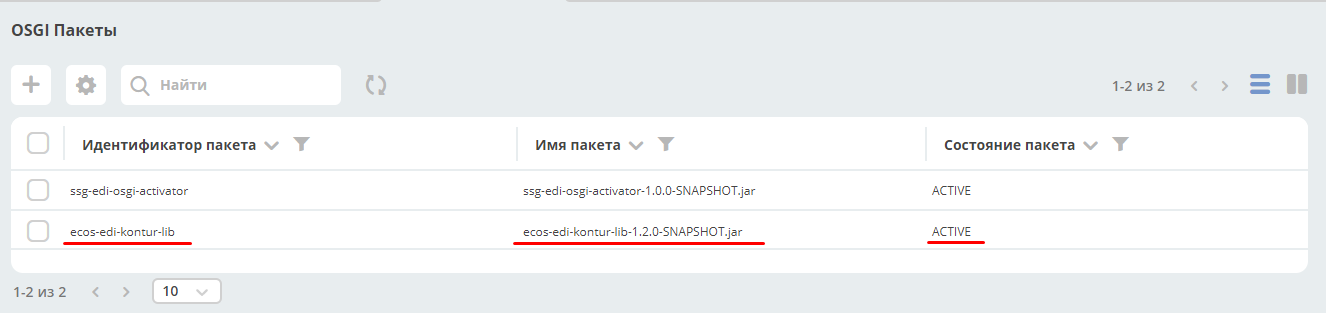 OSGI Пакеты
Найти
1-2 из 2
Идентификатор пакета Имя пакета Состояние пакета
ssg-edi-osgi-activator ssg-edi-osgi-activator-1.0.0-SNAPSHOT.jar ACTIVE
ecos-edi-kontur-lib ecos-edi-kontur-lib-1.2.0-SNAPSHOT.jar ACTIVE
1-2 из 2 10